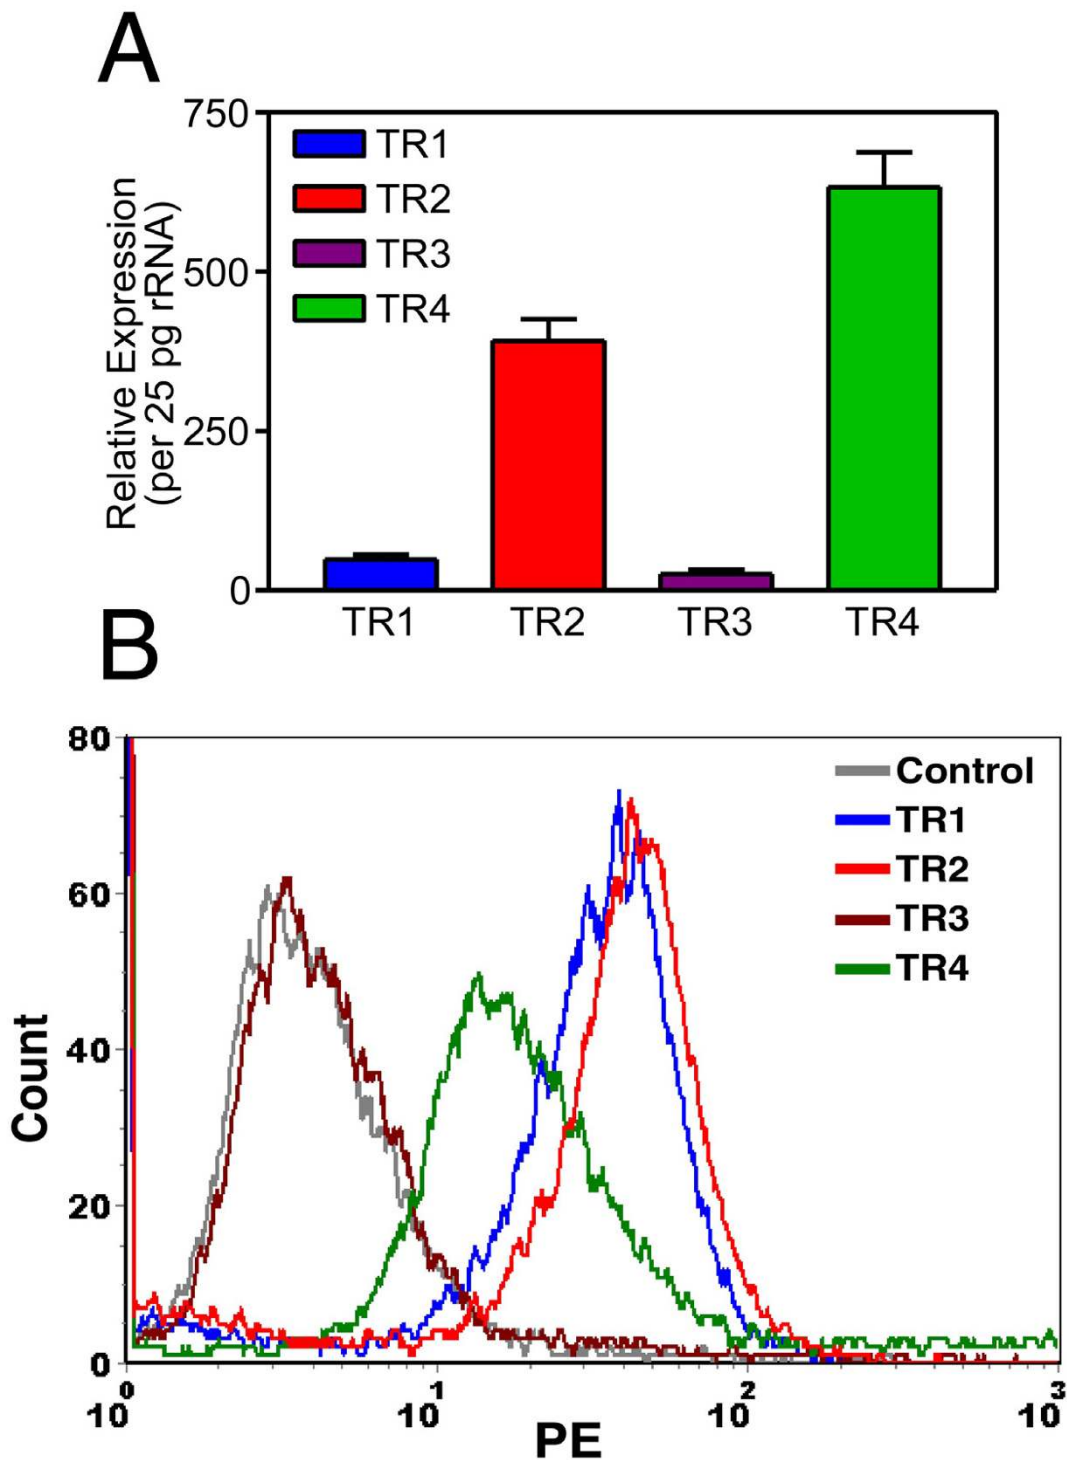 A
750
500
250
0
Relative Expression
(per 25 pg rRNA)
TR1
TR2
TR3
TR4
TR1 TR2 TR3 TR4
B
80
60
40
20
0
Count
Control
TR1
TR2
TR3
TR4
10^0 10^1 10^2 10^3
PE